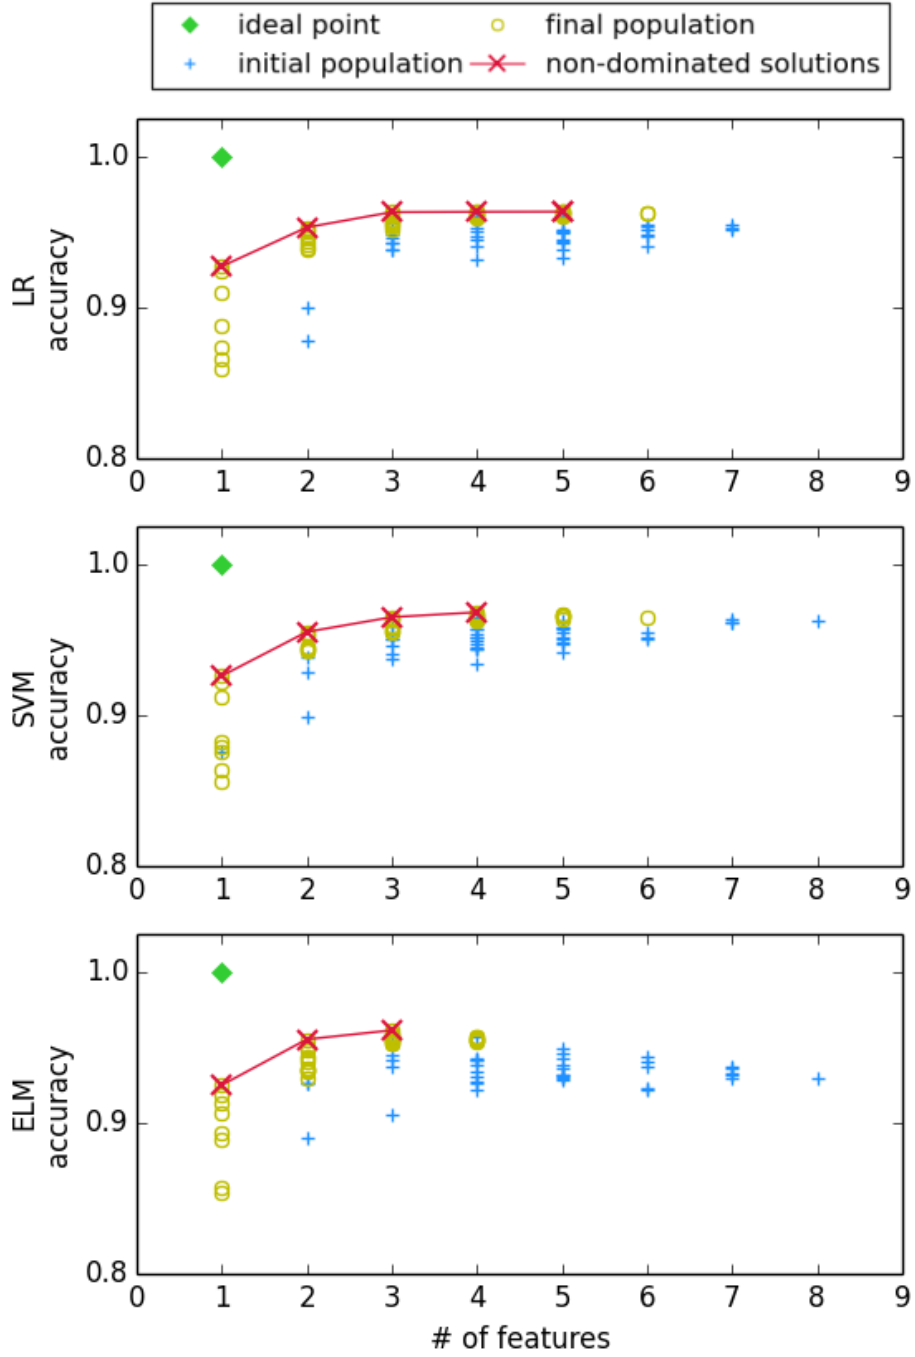 ideal point
final population
initial population
non-dominated solutions
1.0
0.9
0.8
LR
accuracy
0 1 2 3 4 5 6 7 8 9
1.0
0.9
0.8
SVM
accuracy
0 1 2 3 4 5 6 7 8 9
1.0
0.9
0.8
ELM
accuracy
0 1 2 3 4 5 6 7 8 9
# of features